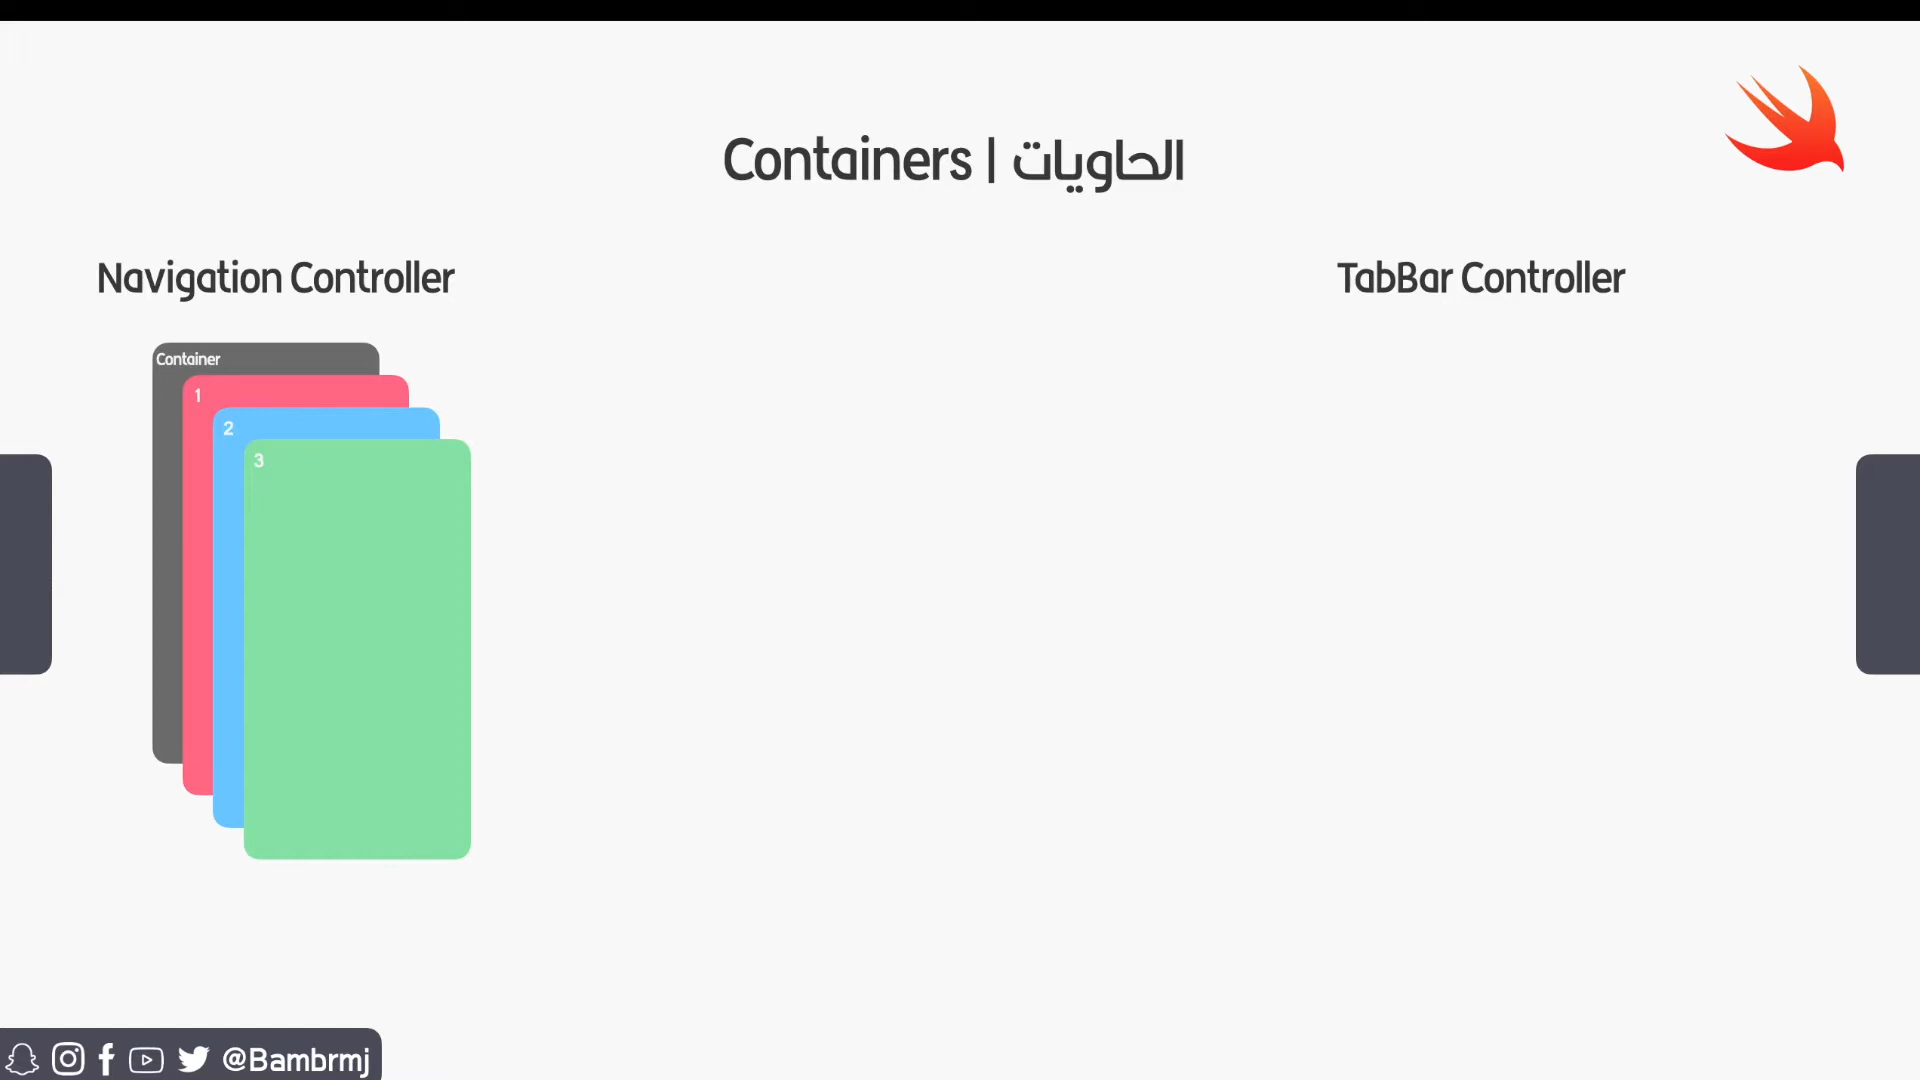 Containers | الحاويات
Navigation Controller
TabBar Controller
Container
1
2
3
@Bambrmj